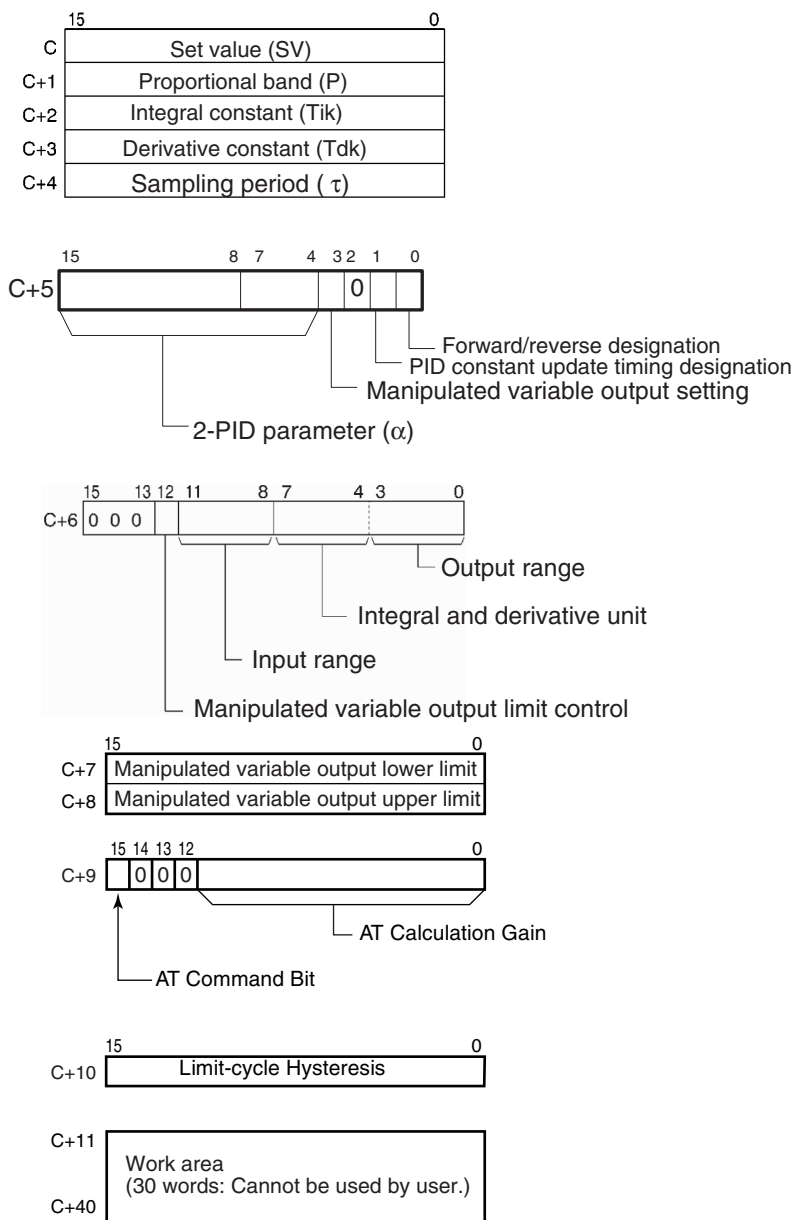 15 0
C Set value (SV)
C+1 Proportional band (P)
C+2 Integral constant (Tik)
C+3 Derivative constant (Tdk)
C+4 Sampling period ( τ)
15 8 7 4 3 2 1 0
C+5 0
Forward/reverse designation
PID constant update timing designation
Manipulated variable output setting
2-PID parameter (α)
15 13 12 11 8 7 4 3 0
C+6 0 0 0
Output range
Integral and derivative unit
Input range
Manipulated variable output limit control
15 0
C+7 Manipulated variable output lower limit
C+8 Manipulated variable output upper limit
15 14 13 12 0
C+9 0 0 0
AT Calculation Gain
AT Command Bit
15 0
C+10 Limit-cycle Hysteresis
C+11
Work area
(30 words: Cannot be used by user.)
C+40